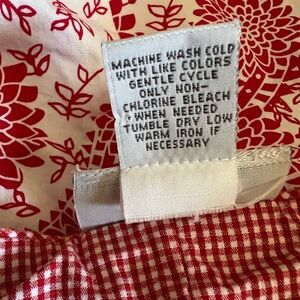 MACHINE WASH COLD
WITH LIKE COLORS
GENTLE CYCLE
ONLY NON-
CHLORINE BLEACH
WHEN NEEDED
TUMBLE DRY LOW
WARM IRON IF
NECESSARY